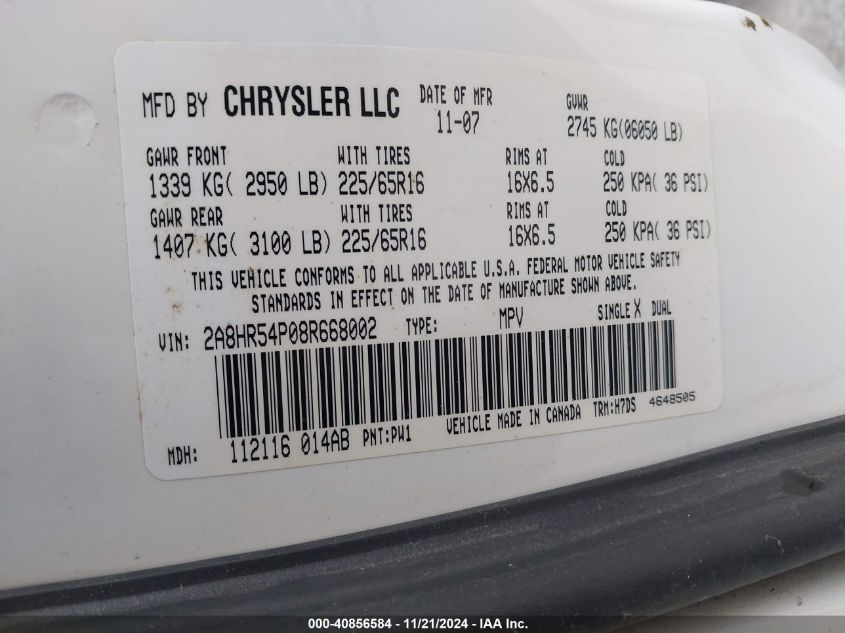 MFD BY CHRYSLER LLC DATE OF MFR GVWR
11-07 2745 KG(06050 LB)
GAWR FRONT WITH TIRES RIMS AT COLD
1339 KG( 2950 LB) 225/65R16 16X6.5 250 KPA( 36 PSI)
GAWR REAR WITH TIRES RIMS AT COLD
1407 KG( 3100 LB) 225/65R16 16X6.5 250 KPA( 36 PSI)
THIS VEHICLE CONFORMS TO ALL APPLICABLE U.S.A. FEDERAL MOTOR VEHICLE SAFETY
STANDARDS IN EFFECT ON THE DATE OF MANUFACTURE SHOWN ABOVE.
VIN: 2A8HR54P08R668002 TYPE: MPV SINGLE X DUAL
MDH: 112116 014AB PNT:PW1 VEHICLE MADE IN CANADA TRM:H7DS 4648505
000-40856584 - 11/21/2024 - IAA Inc.